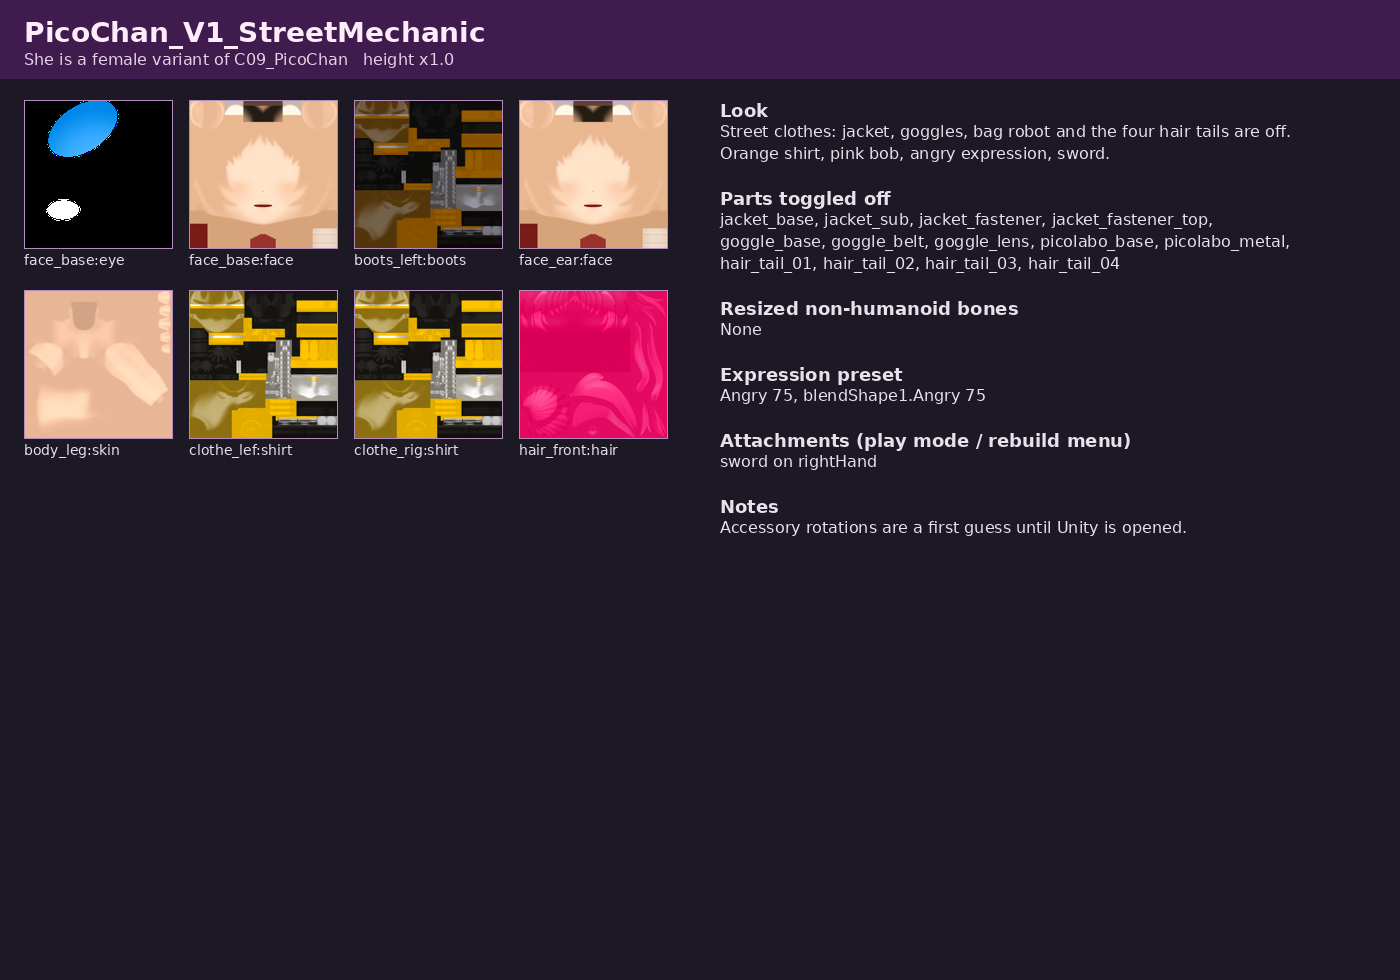 PicoChan_V1_StreetMechanic
She is a female variant of C09_PicoChan   height x1.0
face_base:eye
face_base:face
boots_left:boots
face_ear:face
body_leg:skin
clothe_lef:shirt
clothe_rig:shirt
hair_front:hair
Look
Street clothes: jacket, goggles, bag robot and the four hair tails are off.
Orange shirt, pink bob, angry expression, sword.
Parts toggled off
jacket_base, jacket_sub, jacket_fastener, jacket_fastener_top,
goggle_base, goggle_belt, goggle_lens, picolabo_base, picolabo_metal,
hair_tail_01, hair_tail_02, hair_tail_03, hair_tail_04
Resized non-humanoid bones
None
Expression preset
Angry 75, blendShape1.Angry 75
Attachments (play mode / rebuild menu)
sword on rightHand
Notes
Accessory rotations are a first guess until Unity is opened.